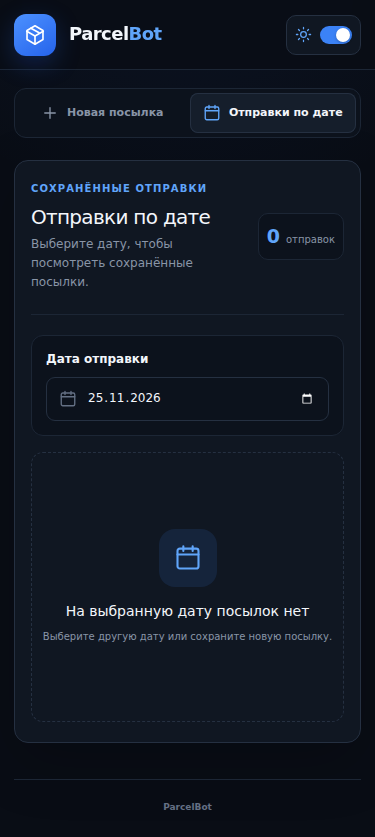 ParcelBot
Новая посылка
Отправки по дате
СОХРАНЁННЫЕ ОТПРАВКИ
Отправки по дате
Выберите дату, чтобы
посмотреть сохранённые
посылки.
0 отправок
Дата отправки
25.11.2026
На выбранную дату посылок нет
Выберите другую дату или сохраните новую посылку.
ParcelBot